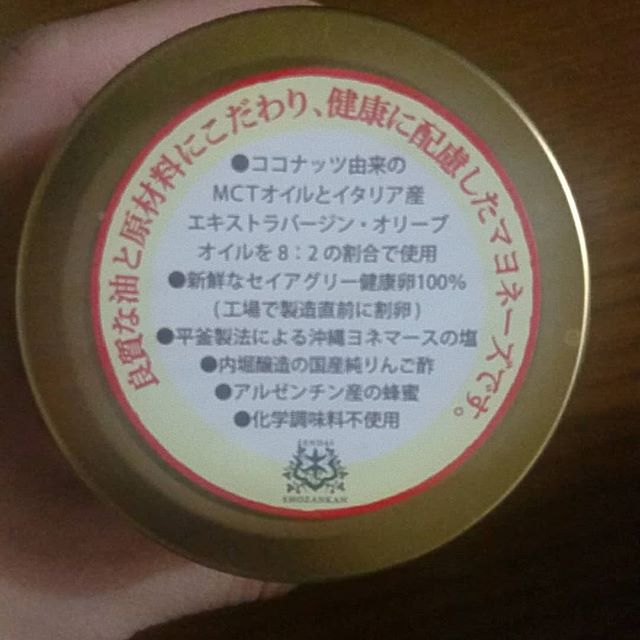 良質な油と原材料にこだわり、健康に配慮したマヨネーズです。
●ココナッツ由来の
MCTオイルとイタリア産
エキストラバージン・オリーブ
オイルを8:2の割合で使用
●新鮮なセイアグリー健康卵100%
(工場で製造直前に割卵)
●平釜製法による沖縄ヨネマースの塩
●内堀醸造の国産純りんご酢
●アルゼンチン産の蜂蜜
●化学調味料不使用
SENDAI
SHOZANKAN